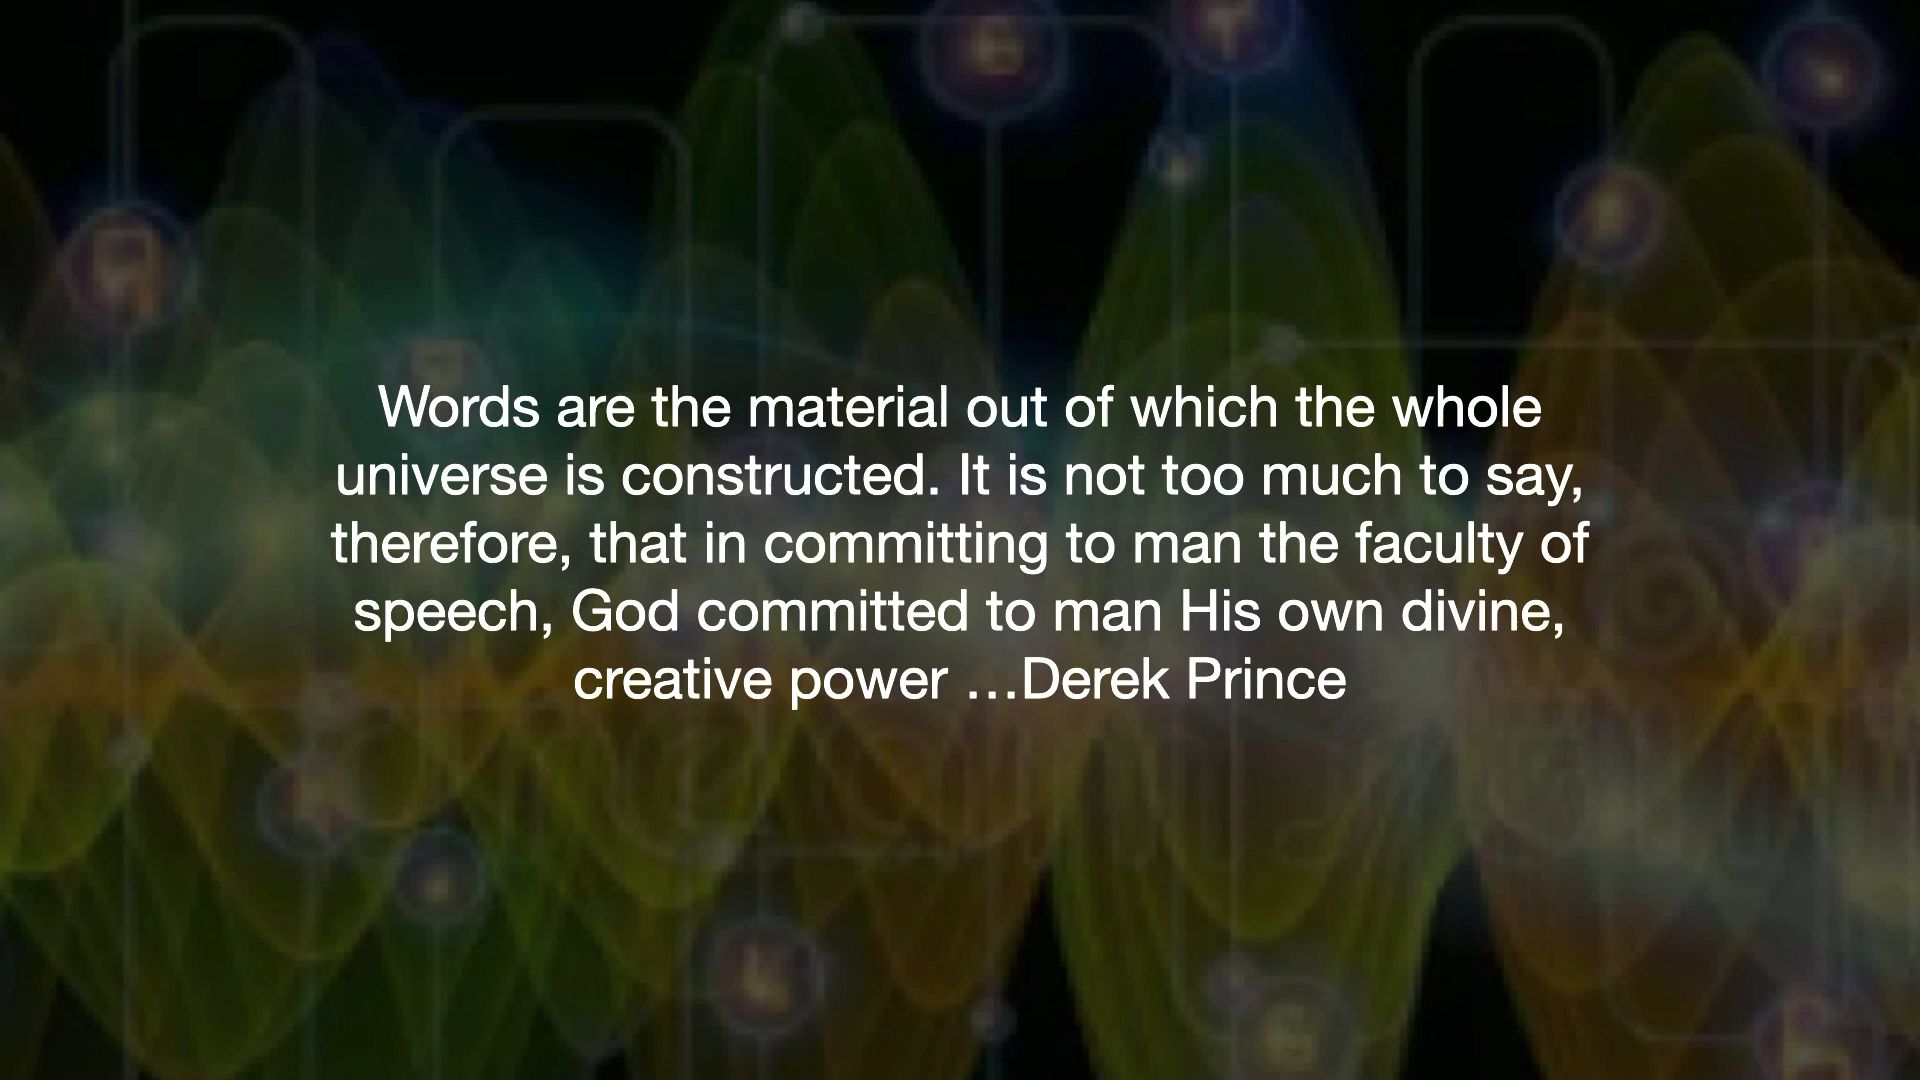 Words are the material out of which the whole
universe is constructed. It is not too much to say,
therefore, that in committing to man the faculty of
speech, God committed to man His own divine,
creative power …Derek Prince